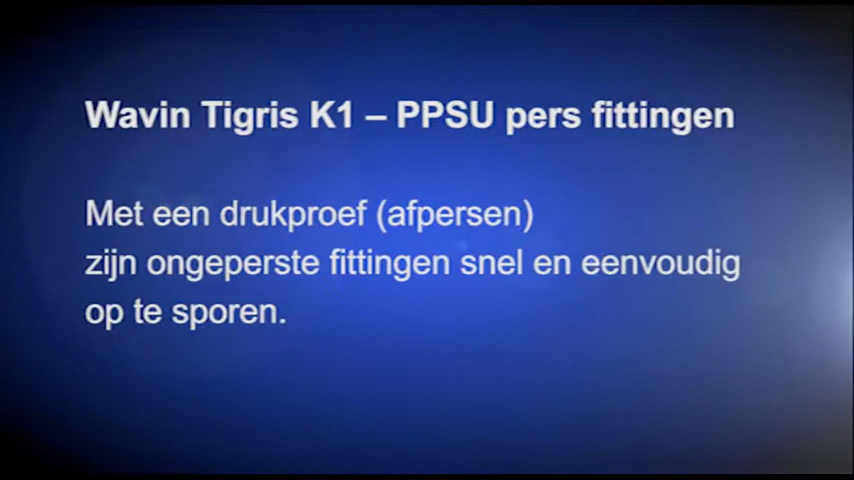 Wavin Tigris K1 – PPSU pers fittingen
Met een drukproef (afpersen)
zijn ongeperste fittingen snel en eenvoudig
op te sporen.